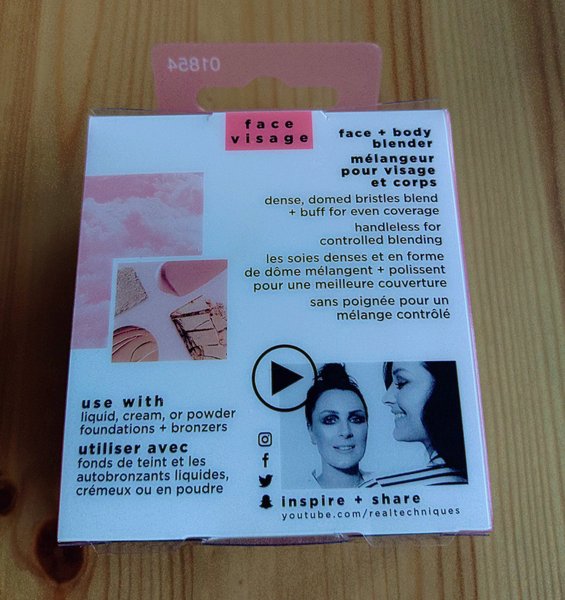 01854
face
visage
face + body
blender
mélangeur
pour visage
et corps
dense, domed bristles blend
+ buff for even coverage
handleless for
controlled blending
les soies denses et en forme
de dôme mélangent + polissent
pour une meilleure couverture
sans poignée pour un
mélange contrôlé
use with
liquid, cream, or powder
foundations + bronzers
utiliser avec
fonds de teint et les
autobronzants liquides,
crémeux ou en poudre
inspire + share
youtube.com/realtechniques